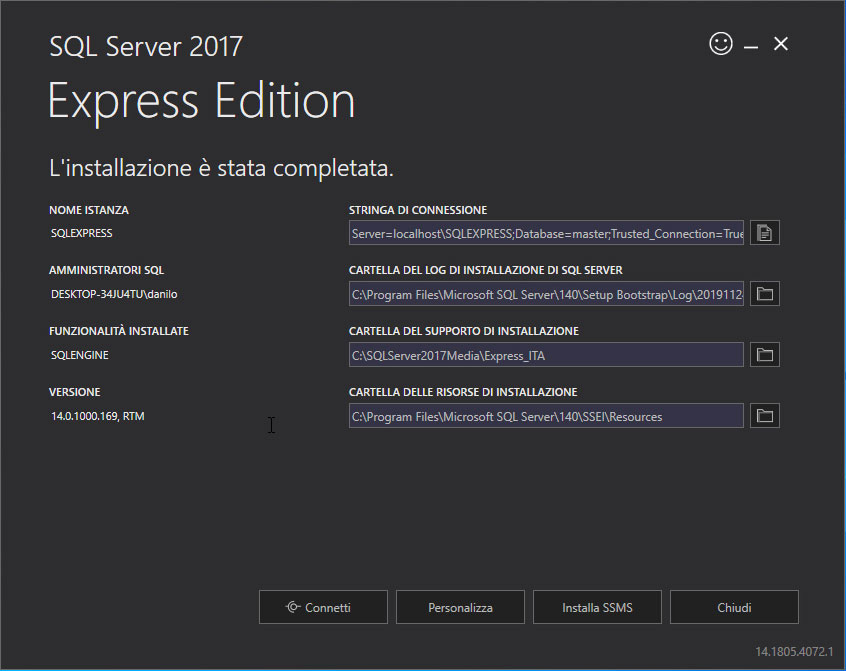 SQL Server 2017
Express Edition
L'installazione è stata completata.
NOME ISTANZA
SQLEXPRESS
STRINGA DI CONNESSIONE
Server=localhost\SQLEXPRESS;Database=master;Trusted_Connection=True
AMMINISTRATORI SQL
DESKTOP-34JU4TU\danilo
CARTELLA DEL LOG DI INSTALLAZIONE DI SQL SERVER
C:\Program Files\Microsoft SQL Server\140\Setup Bootstrap\Log\2019112
FUNZIONALITÀ INSTALLATE
SQLENGINE
CARTELLA DEL SUPPORTO DI INSTALLAZIONE
C:\SQLServer2017Media\Express_ITA
VERSIONE
14.0.1000.169, RTM
CARTELLA DELLE RISORSE DI INSTALLAZIONE
C:\Program Files\Microsoft SQL Server\140\SSEI\Resources
Connetti
Personalizza
Installa SSMS
Chiudi
14.1805.4072.1